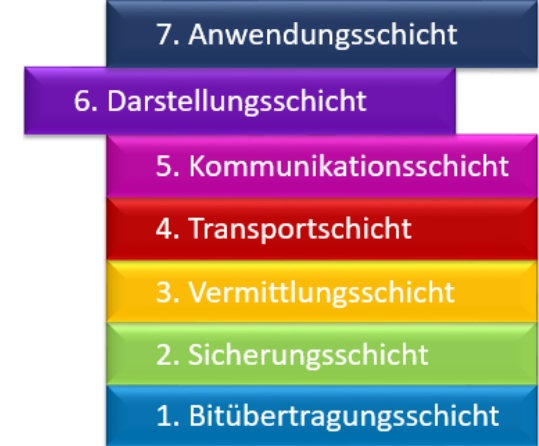 7. Anwendungsschicht
6. Darstellungsschicht
5. Kommunikationsschicht
4. Transportschicht
3. Vermittlungsschicht
2. Sicherungsschicht
1. Bitübertragungsschicht